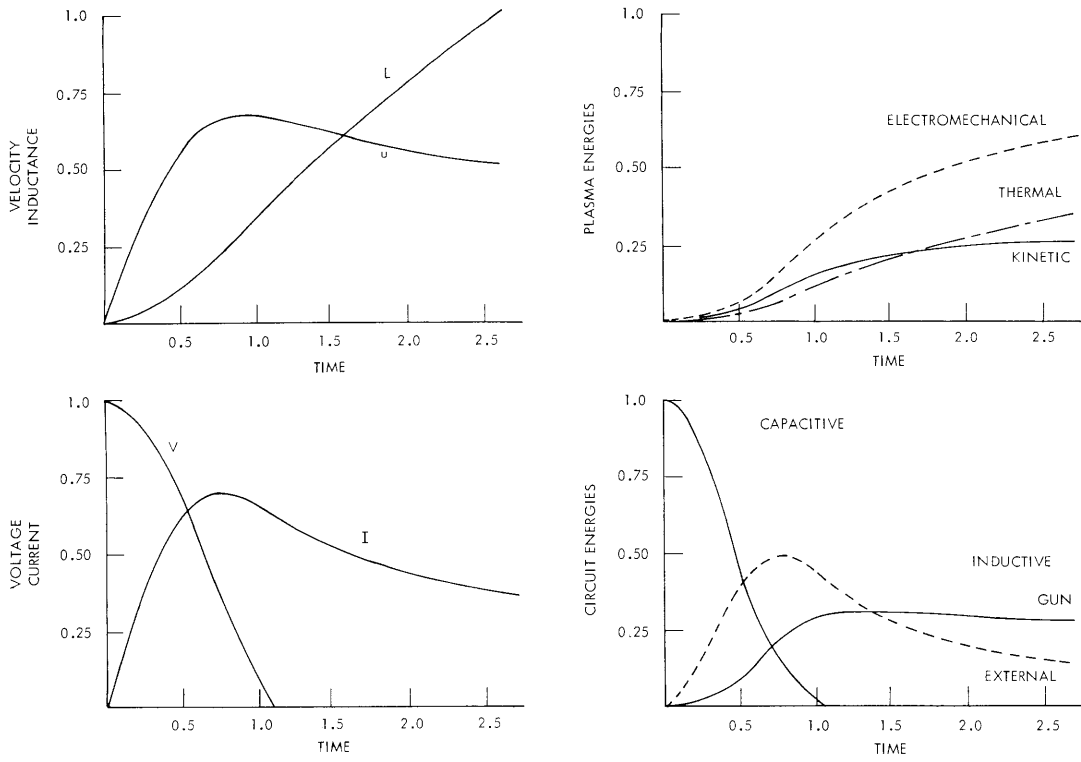 VELOCITY
INDUCTANCE
1.0
0.75
0.50
0.25
L
u
0.5 1.0 1.5 2.0 2.5
TIME
PLASMA ENERGIES
1.0
0.75
0.50
0.25
ELECTROMECHANICAL
THERMAL
KINETIC
0.5 1.0 1.5 2.0 2.5
TIME
VOLTAGE
CURRENT
1.0
0.75
0.50
0.25
V
I
0.5 1.0 1.5 2.0 2.5
TIME
CIRCUIT ENERGIES
1.0
0.75
0.50
0.25
CAPACITIVE
INDUCTIVE
GUN
EXTERNAL
0.5 1.0 1.5 2.0 2.5
TIME